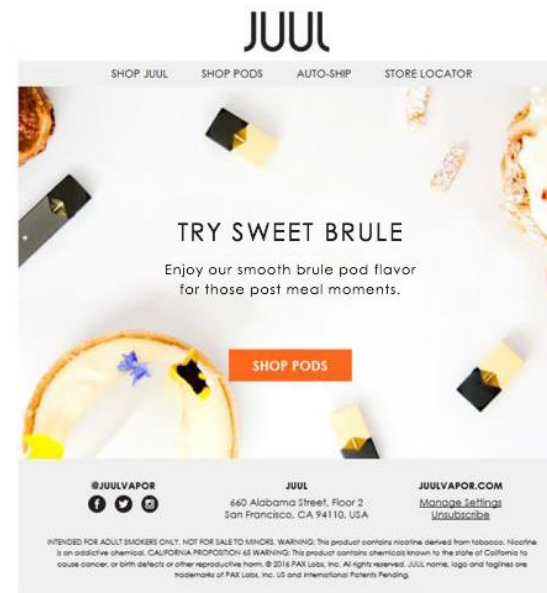 JUUL
SHOP JUUL SHOP PODS AUTO-SHIP STORE LOCATOR
TRY SWEET BRULE
Enjoy our smooth brule pod flavor
for those post meal moments.
SHOP PODS
@JUULVAPOR
JUUL
660 Alabama Street, Floor 2
San Francisco, CA 94110, USA
JUULVAPOR.COM
Manage Settings
Unsubscribe
INTENDED FOR ADULT SMOKERS ONLY. NOT FOR SALE TO MINORS. WARNING: This product contains nicotine derived from tobacco. Nicotine
is an addictive chemical. CALIFORNIA PROPOSITION 65 WARNING: This product contains chemicals known to the state of California to
cause cancer, or birth defects or other reproductive harm. © 2016 PAX Labs, Inc. All rights reserved. JUUL name, logo and taglines are
trademarks of PAX Labs, Inc. US and International Patents Pending.